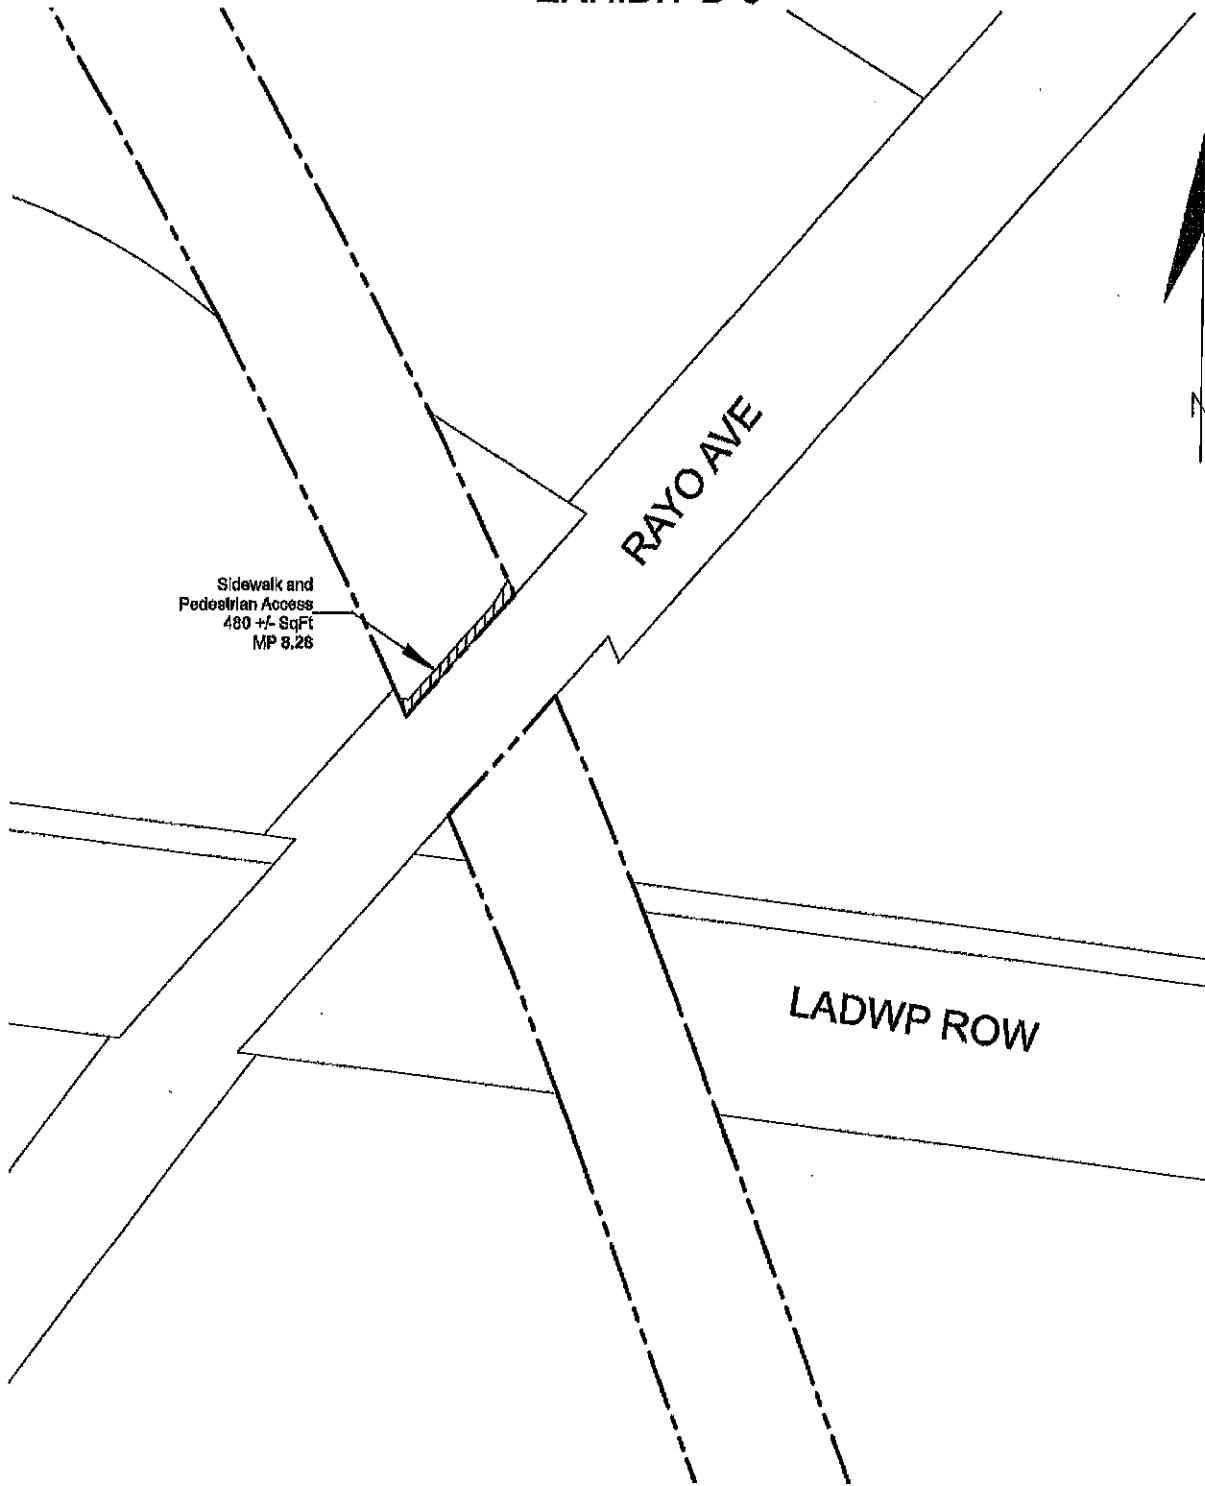 RAYO AVE
Sidewalk and
Pedestrian Access
480 +/- SqFt
MP 8.26
LADWP ROW
N